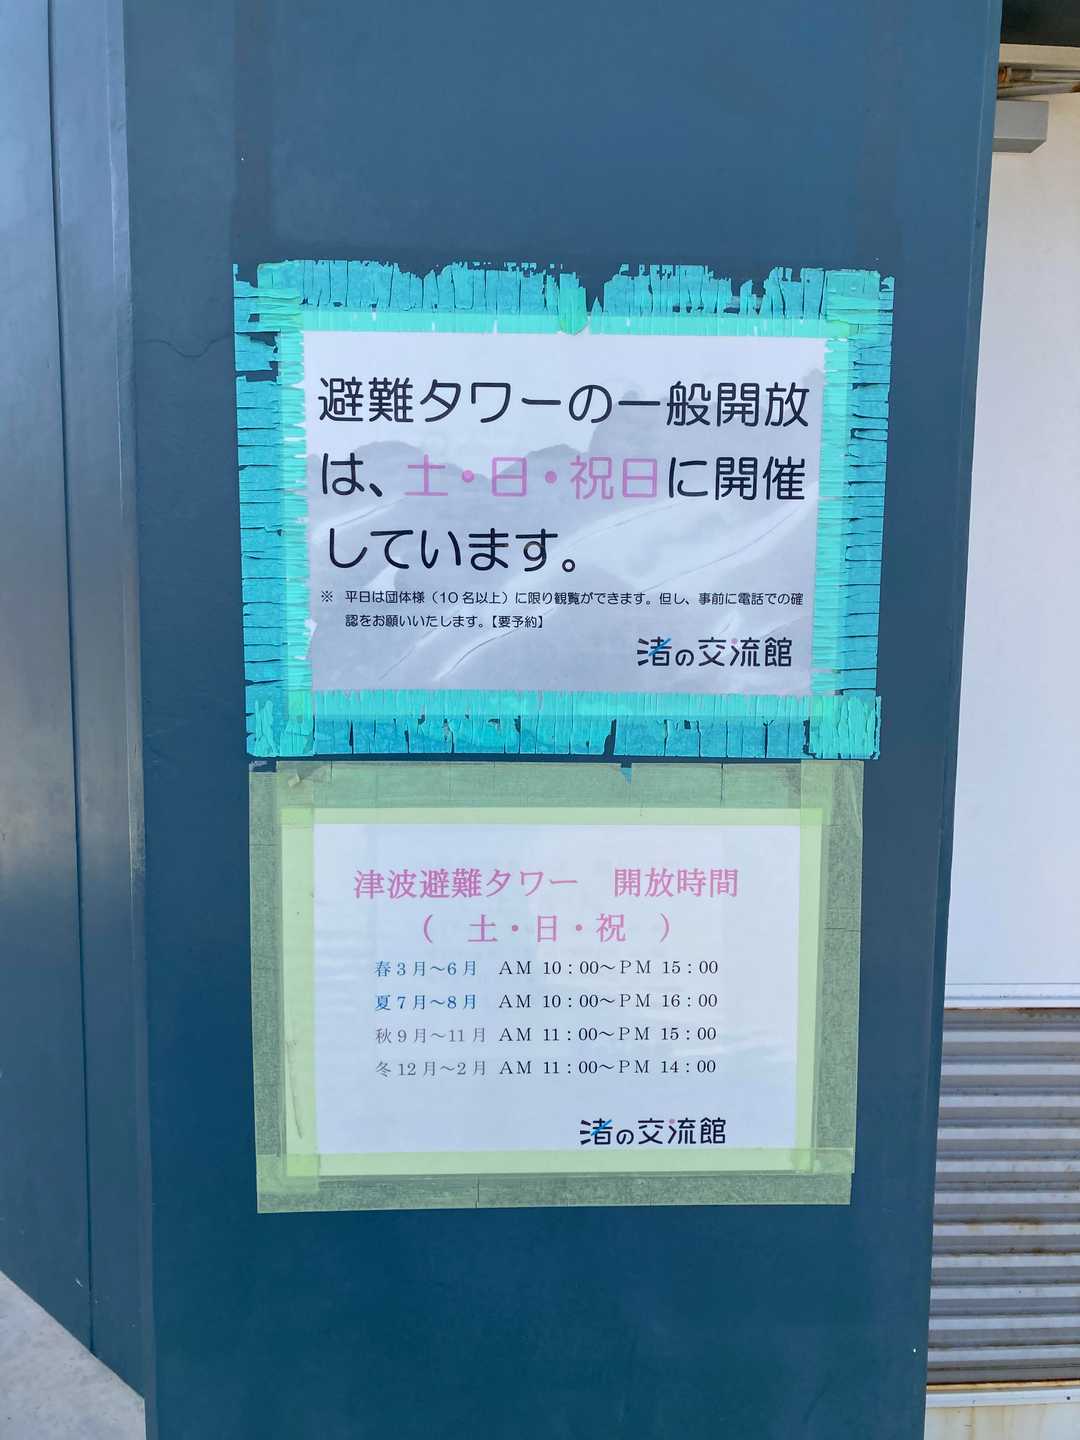 避難タワーの一般開放
は、土・日・祝日に開催
しています。
※ 平日は団体様（10名以上）に限り観覧ができます。但し、事前に電話での確
認をお願いいたします。【要予約】
渚の交流館
津波避難タワー　開放時間
（　土・日・祝　）
春3月～6月　AM 10：00～PM 15：00
夏7月～8月　AM 10：00～PM 16：00
秋9月～11月　AM 11：00～PM 15：00
冬12月～2月　AM 11：00～PM 14：00
渚の交流館